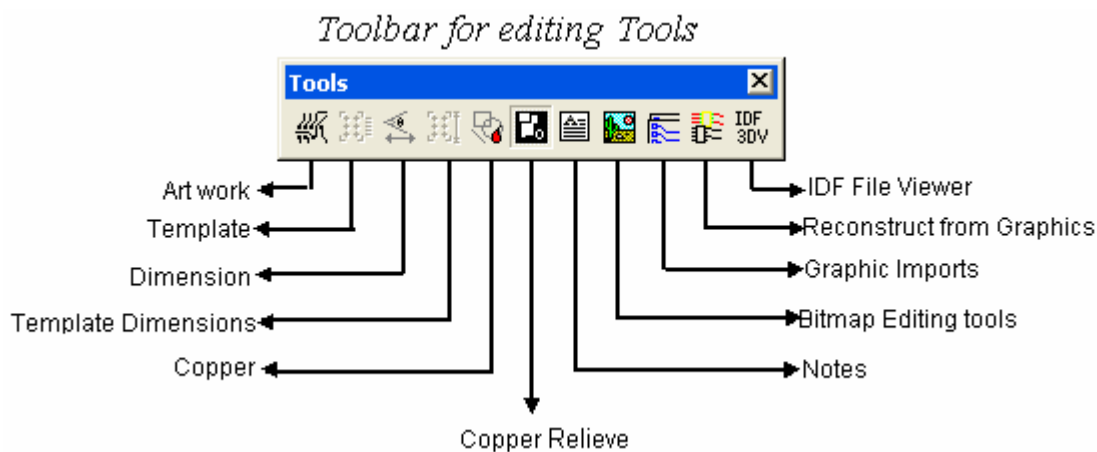 Toolbar for editing Tools
Tools
IDF
3DV
Art work
IDF File Viewer
Template
Reconstruct from Graphics
Dimension
Graphic Imports
Template Dimensions
Bitmap Editing tools
Copper
Notes
Copper Relieve